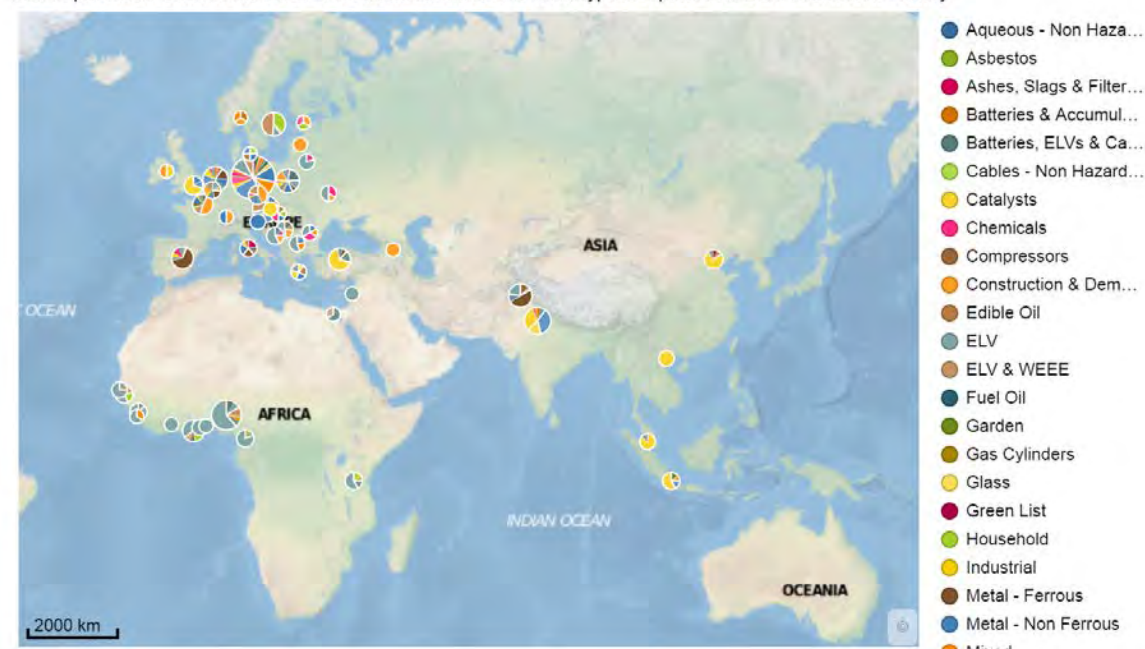 OCEAN
EUROPE
ASIA
AFRICA
INDIAN OCEAN
OCEANIA
2000 km
©
Aqueous - Non Haza...
Asbestos
Ashes, Slags & Filter...
Batteries & Accumul...
Batteries, ELVs & Ca...
Cables - Non Hazard...
Catalysts
Chemicals
Compressors
Construction & Dem...
Edible Oil
ELV
ELV & WEEE
Fuel Oil
Garden
Gas Cylinders
Glass
Green List
Household
Industrial
Metal - Ferrous
Metal - Non Ferrous
Mixed